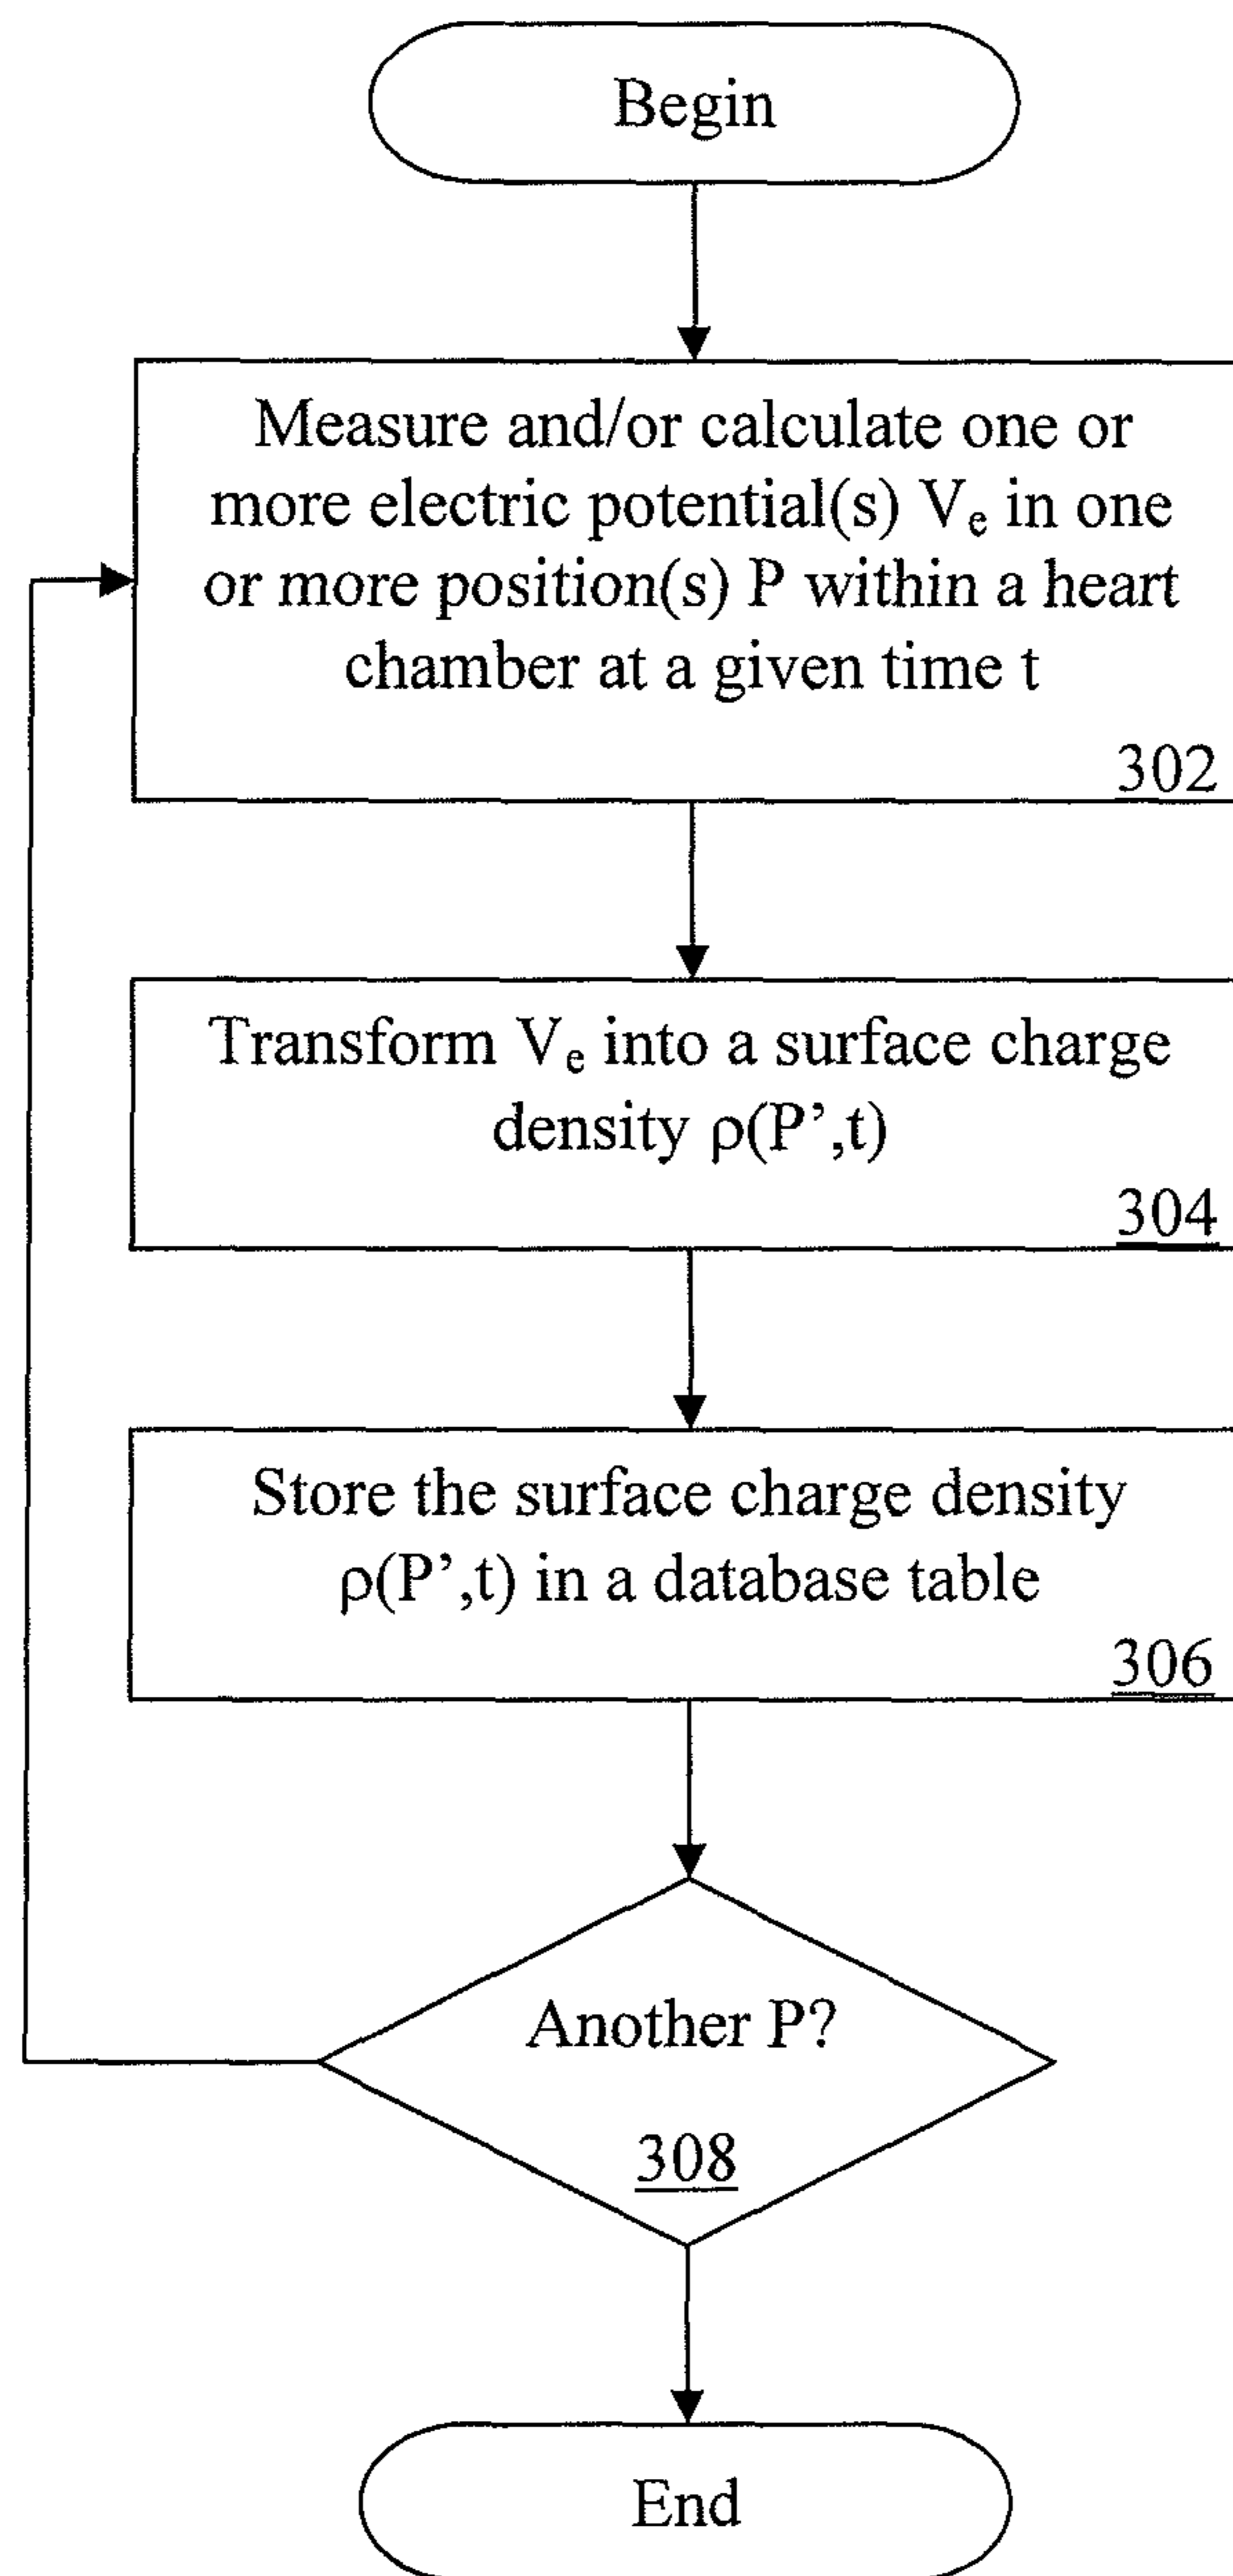 Begin
Measure and/or calculate one or
more electric potential(s) Vₑ in one
or more position(s) P within a heart
chamber at a given time t
302
Transform Vₑ into a surface charge
density ρ(P’,t)
304
Store the surface charge density
ρ(P’,t) in a database table
306
Another P?
308
End